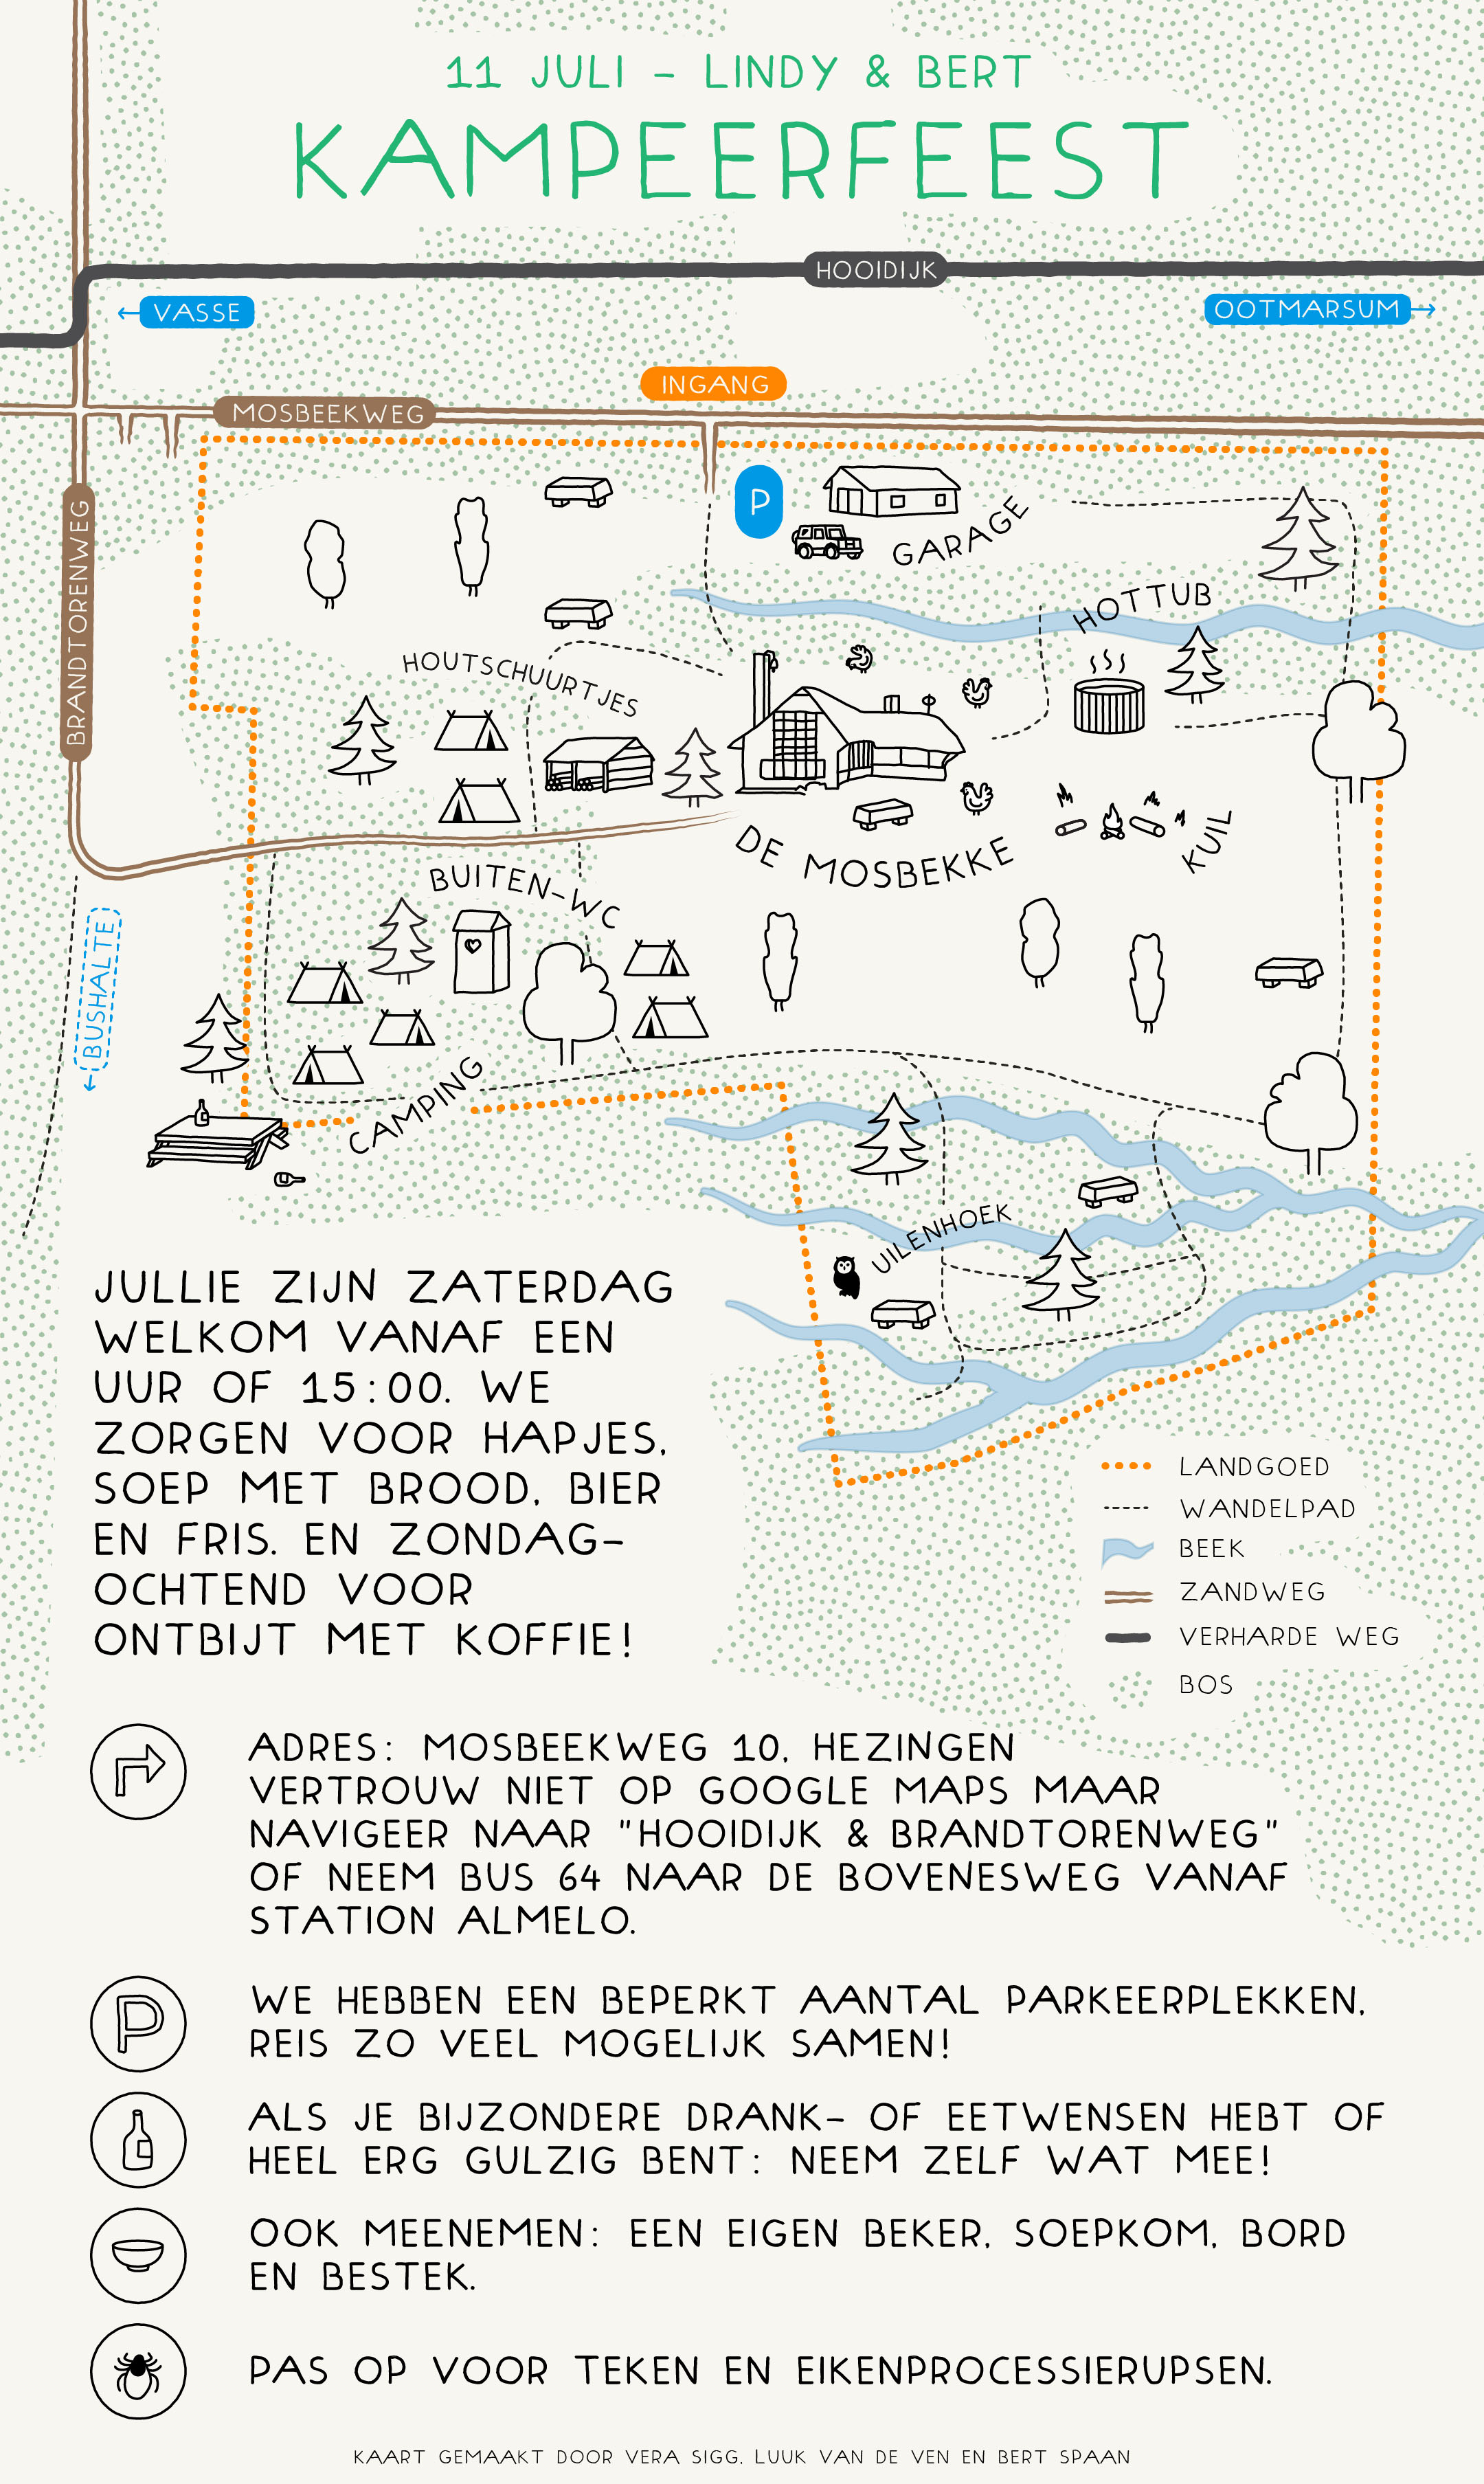 11 JULI - LINDY & BERT
KAMPEERFEEST
HOOIDIJK
← VASSE
OOTMARSUM →
INGANG
MOSBEEKWEG
BRANDTORENWEG
P
GARAGE
HOTTUB
HOUTSCHUURTJES
DE MOSBEKKE
KUIL
BUITEN-WC
← BUSHALTE
CAMPING
UILENHOEK
JULLIE ZIJN ZATERDAG
WELKOM VANAF EEN
UUR OF 15:00. WE
ZORGEN VOOR HAPJES,
SOEP MET BROOD, BIER
EN FRIS. EN ZONDAG-
OCHTEND VOOR
ONTBIJT MET KOFFIE!
LANDGOED
WANDELPAD
BEEK
ZANDWEG
VERHARDE WEG
BOS
ADRES: MOSBEEKWEG 10, HEZINGEN
VERTROUW NIET OP GOOGLE MAPS MAAR
NAVIGEER NAAR "HOOIDIJK & BRANDTORENWEG"
OF NEEM BUS 64 NAAR DE BOVENESWEG VANAF
STATION ALMELO.
P
WE HEBBEN EEN BEPERKT AANTAL PARKEERPLEKKEN,
REIS ZO VEEL MOGELIJK SAMEN!
ALS JE BIJZONDERE DRANK- OF EETWENSEN HEBT OF
HEEL ERG GULZIG BENT: NEEM ZELF WAT MEE!
OOK MEENEMEN: EEN EIGEN BEKER, SOEPKOM, BORD
EN BESTEK.
PAS OP VOOR TEKEN EN EIKENPROCESSIERUPSEN.
KAART GEMAAKT DOOR VERA SIGG, LUUK VAN DE VEN EN BERT SPAAN